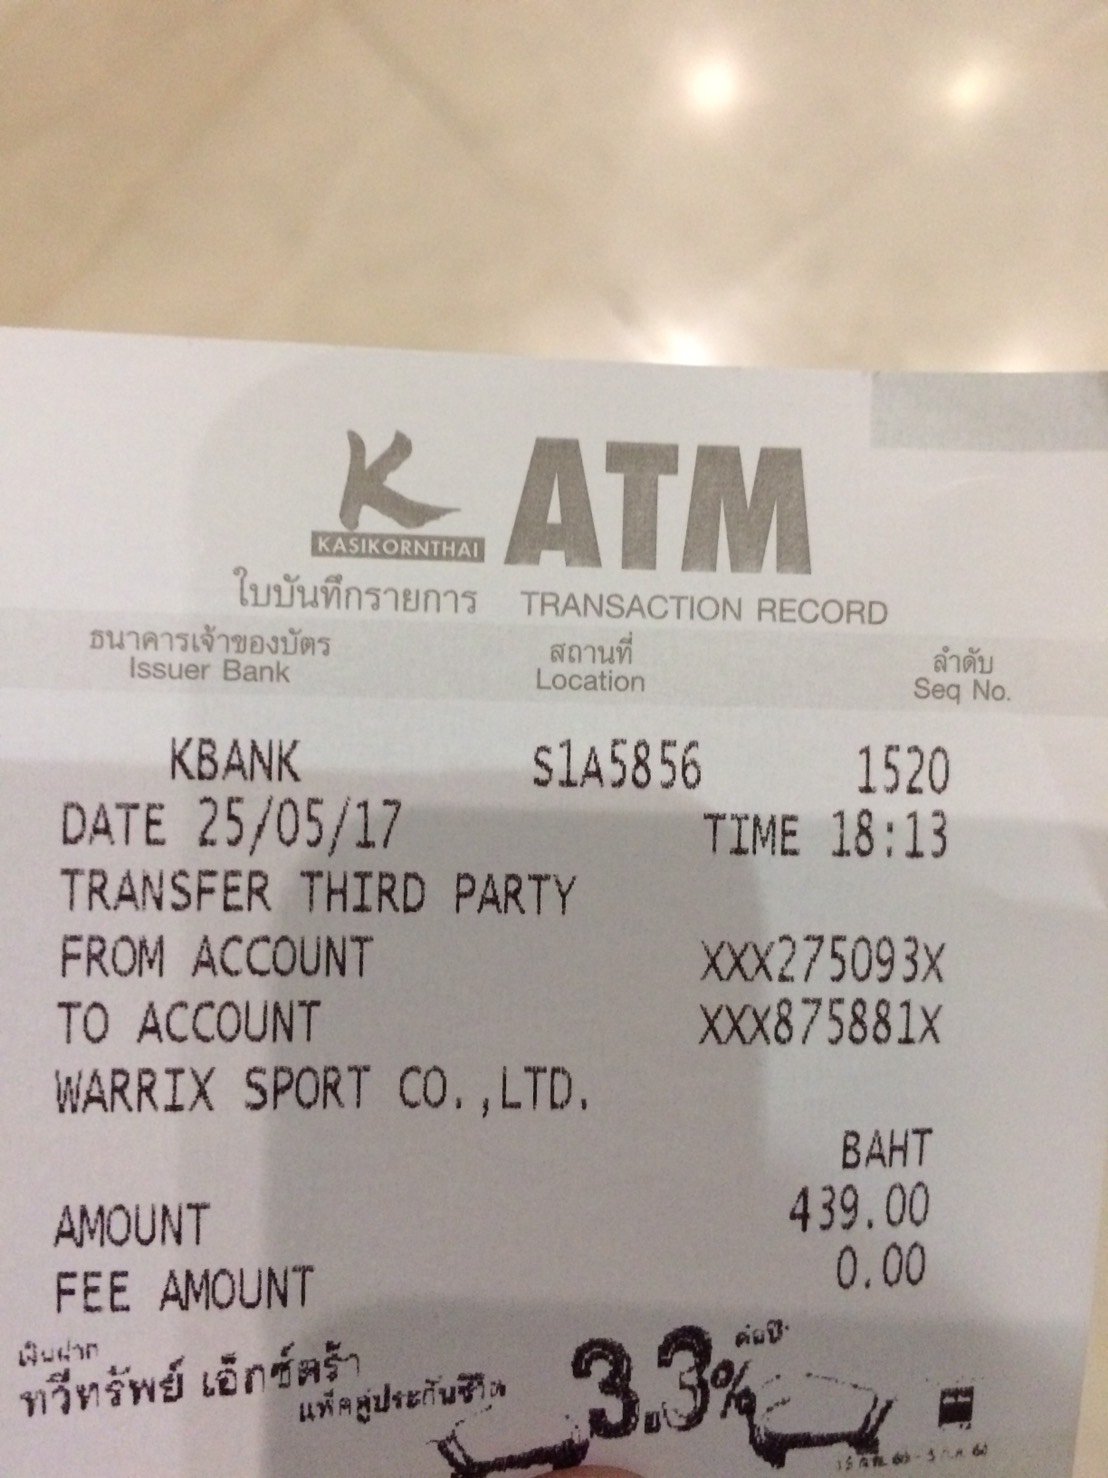 K ATM
KASIKORNTHAI
ใบบันทึกรายการ TRANSACTION RECORD
ธนาคารเจ้าของบัตร สถานที่ ลำดับ
Issuer Bank Location Seq No.
KBANK S1A5856 1520
DATE 25/05/17 TIME 18:13
TRANSFER THIRD PARTY
FROM ACCOUNT XXX275093X
TO ACCOUNT XXX875881X
WARRIX SPORT CO.,LTD.
BAHT
AMOUNT 439.00
FEE AMOUNT 0.00
เงินฝาก
ทวีทรัพย์ เอ็กซ์ตร้า 3.3% ต่อปี
แพ็คคู่ประกันชีวิต